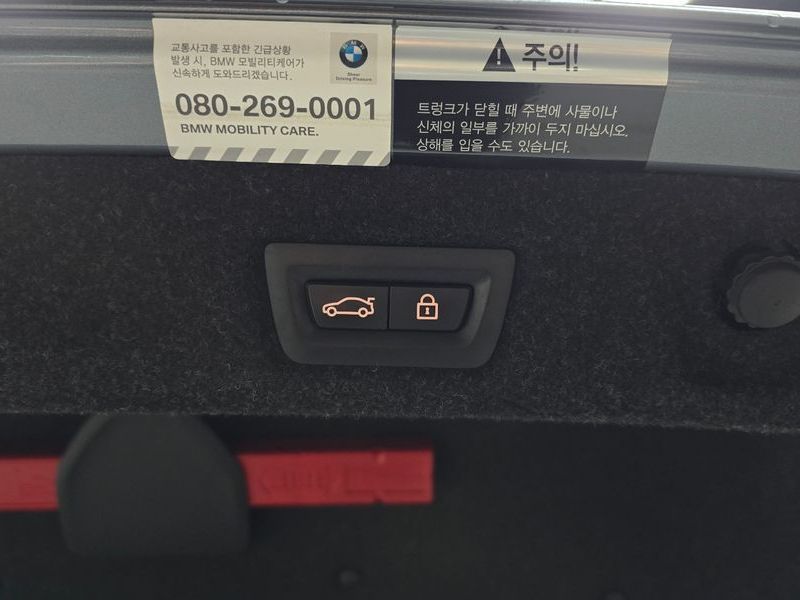 교통사고를 포함한 긴급상황
발생 시, BMW 모빌리티케어가
신속하게 도와드리겠습니다.
BMW
Sheer
Driving Pleasure
080-269-0001
BMW MOBILITY CARE.
주의!
트렁크가 닫힐 때 주변에 사물이나
신체의 일부를 가까이 두지 마십시오.
상해를 입을 수도 있습니다.